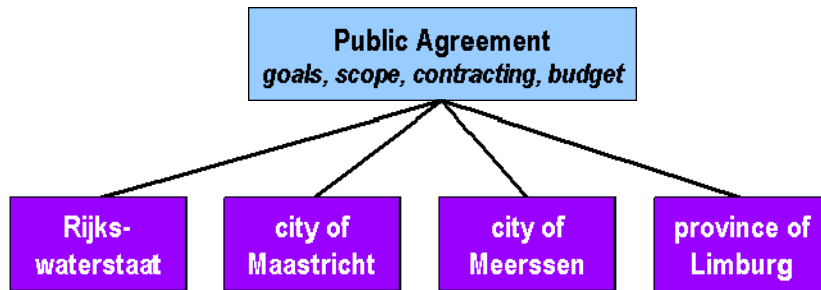 Public Agreement
goals, scope, contracting, budget
Rijks-
waterstaat
city of
Maastricht
city of
Meerssen
province of
Limburg